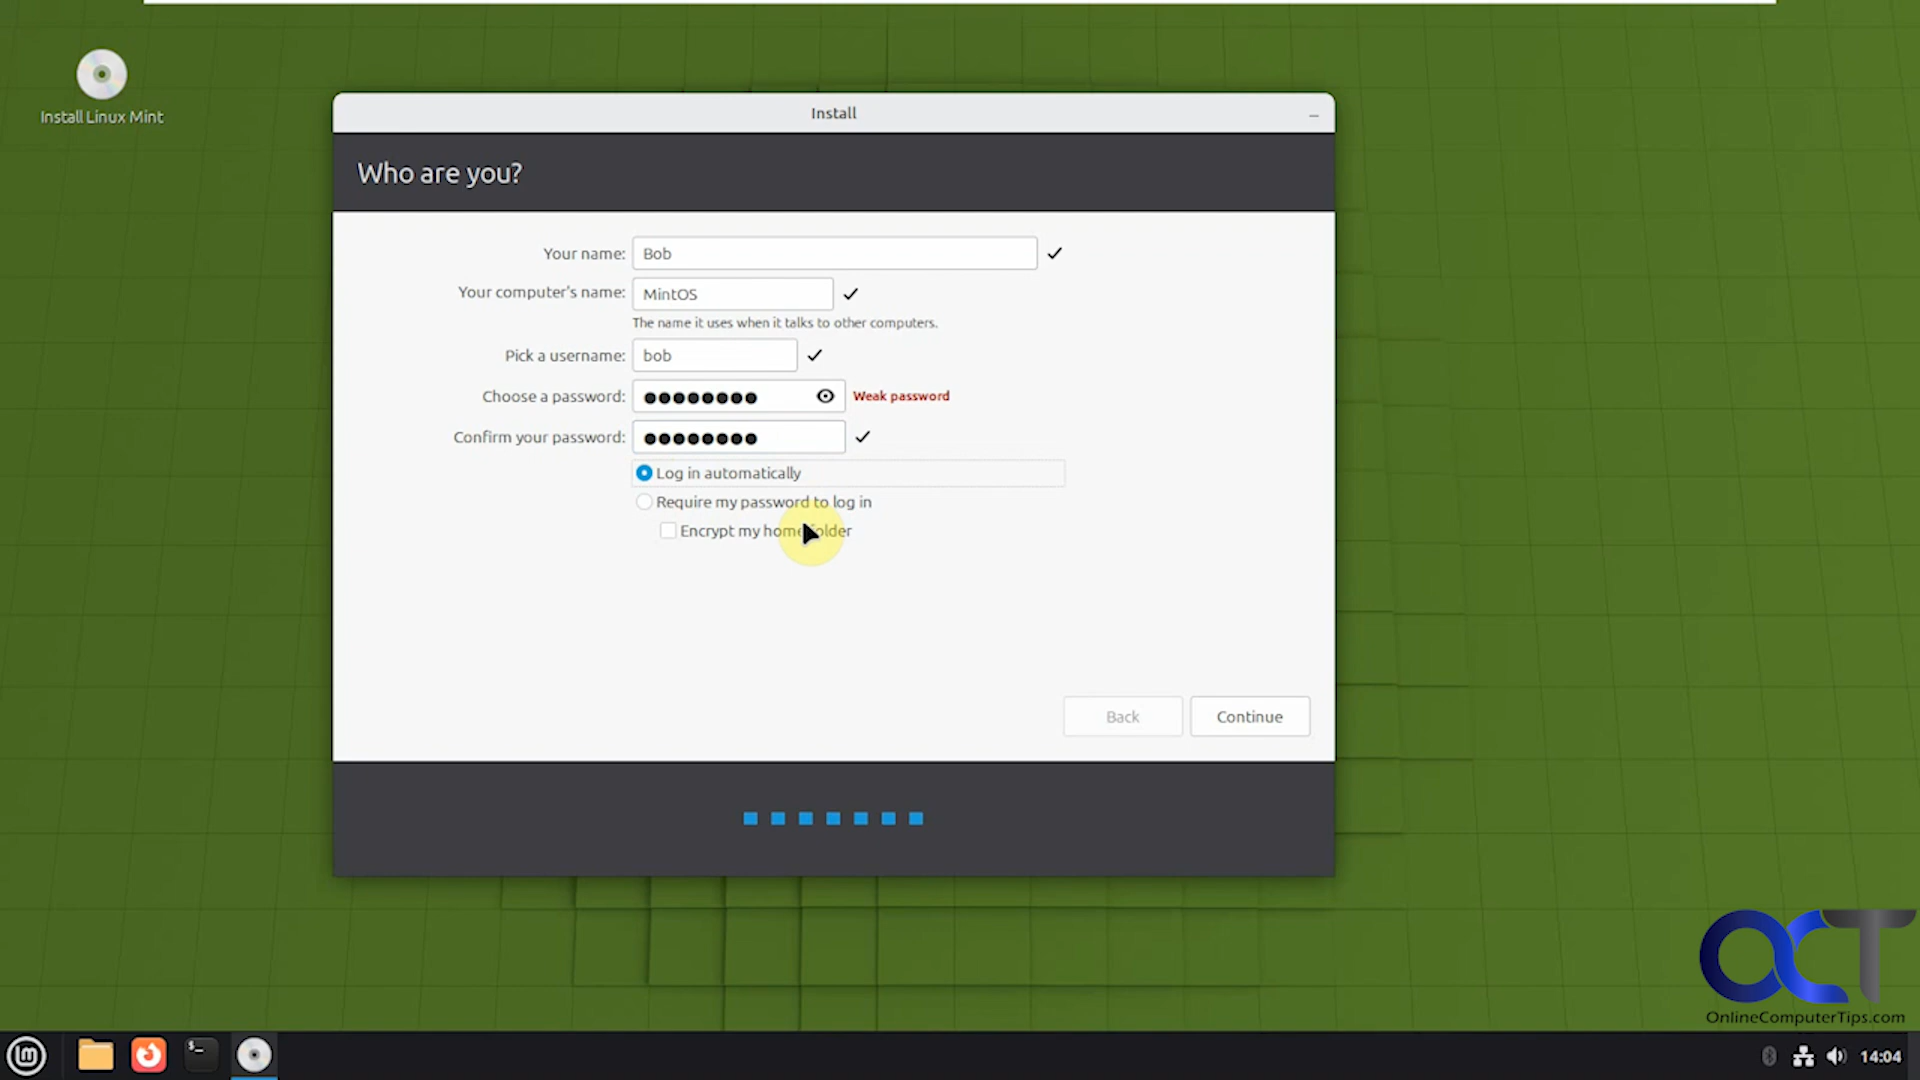 Install Linux Mint
Install
Who are you?
Your name: Bob
Your computer's name: MintOS
The name it uses when it talks to other computers.
Pick a username: bob
Choose a password: ●●●●●●●● Weak password
Confirm your password: ●●●●●●●●
Log in automatically
Require my password to log in
Encrypt my home folder
Back Continue
OCT
OnlineComputerTips.com
14:04